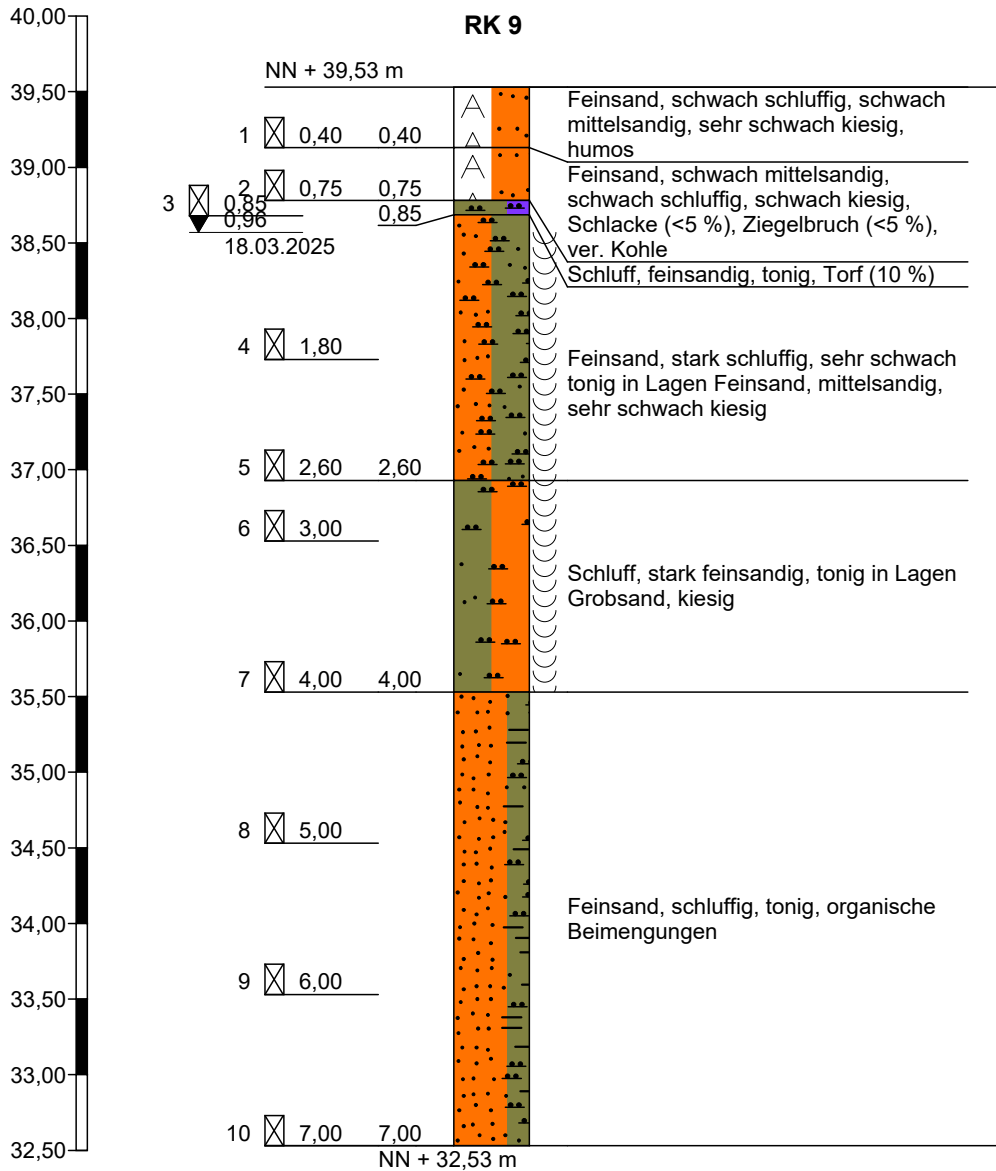 RK 9
40,00
39,50
39,00
38,50
38,00
37,50
37,00
36,50
36,00
35,50
35,00
34,50
34,00
33,50
33,00
32,50
NN + 39,53 m
1 0,40 0,40
2 0,75 0,75
3 0,85 0,85
0,96
18.03.2025
4 1,80
5 2,60 2,60
6 3,00
7 4,00 4,00
8 5,00
9 6,00
10 7,00 7,00
NN + 32,53 m
A
A
A
A
Feinsand, schwach schluffig, schwach
mittelsandig, sehr schwach kiesig,
humos
Feinsand, schwach mittelsandig,
schwach schluffig, schwach kiesig,
Schlacke (<5 %), Ziegelbruch (<5 %),
ver. Kohle
Schluff, feinsandig, tonig, Torf (10 %)
Feinsand, stark schluffig, sehr schwach
tonig in Lagen Feinsand, mittelsandig,
sehr schwach kiesig
Schluff, stark feinsandig, tonig in Lagen
Grobsand, kiesig
Feinsand, schluffig, tonig, organische
Beimengungen